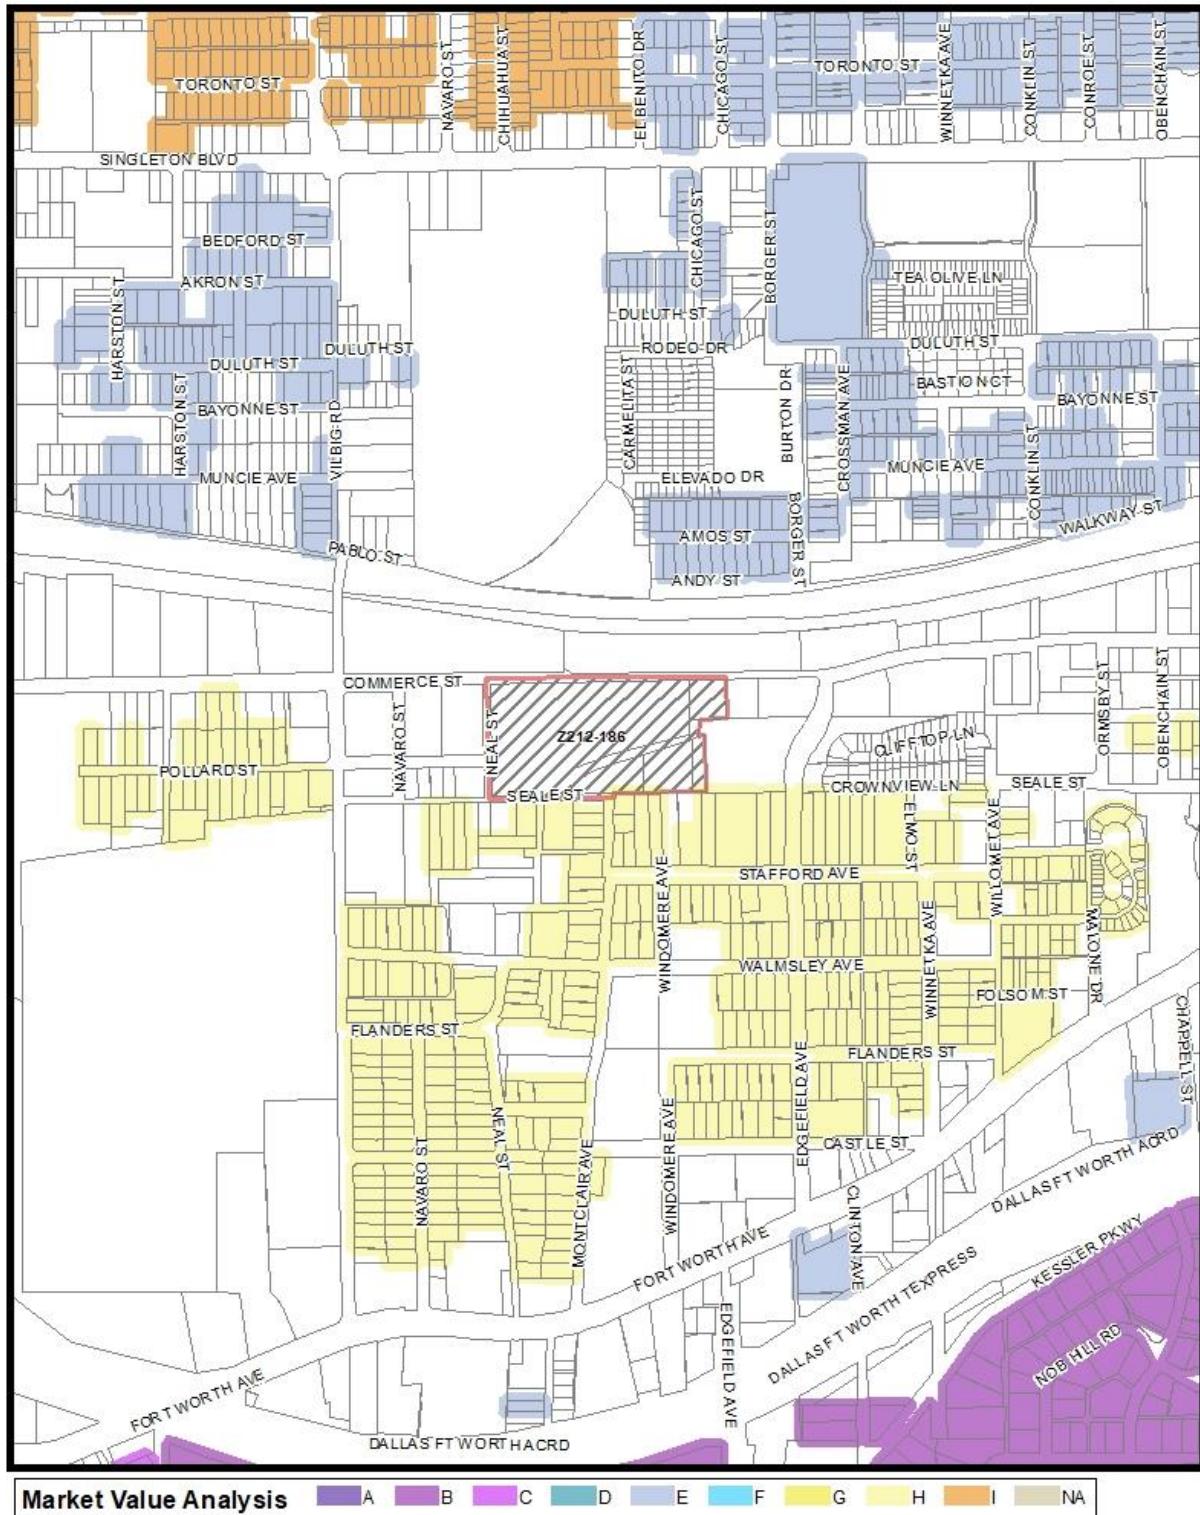 TORONTO ST
NAVARO ST
CHIHUAHUA ST
EL BENITO DR
CHICAGO ST
TORONTO ST
WINNETKA AVE
CONKLIN ST
CONROE ST
OBENCHAIN ST
SINGLETON BLVD
BEDFORD ST
AKRON ST
HARSTON ST
CHICAGO ST
BORGER ST
TEA OLIVE LN
DULUTH ST
DULUTH ST
DULUTH ST
RODEO DR
DULUTH ST
BASTION CT
HARSTON ST
BAYONNE ST
VILBIG RD
CARMELITA ST
BURTON DR
CROSSMAN AVE
BAYONNE ST
MUNCIE AVE
ELEVADO DR
MUNCIE AVE
CONKLIN ST
PABLO ST
AMOS ST
BORGER ST
WALKWAY ST
ANDY ST
COMMERCE ST
NAVARO ST
NEAL ST
Z212-186
CLIFFTOP LN
ORMSBY ST
OBENCHAIN ST
POLLARD ST
SEALE ST
CROWNVIEW LN
SEALE ST
ELMO ST
WILLOMET AVE
WINDOMERE AVE
STAFFORD AVE
WINNETKA AVE
MALONE DR
WALMSLEY AVE
FOLSOM ST
FLANDERS ST
EDGEFIELD AVE
FLANDERS ST
CHAPPELL ST
NAVARO ST
NEAL ST
MONTCLAIR AVE
WINDOMERE AVE
CASTLE ST
CLINTON AVE
DALLAS FT WORTH ACRD
FORT WORTH AVE
KESSLER PKWY
DALLAS FT WORTH TEXPRESS
EDGEFIELD AVE
NOB HILL RD
FORT WORTH AVE
DALLAS FT WORTH ACRD
Market Value Analysis A B C D E F G H I NA